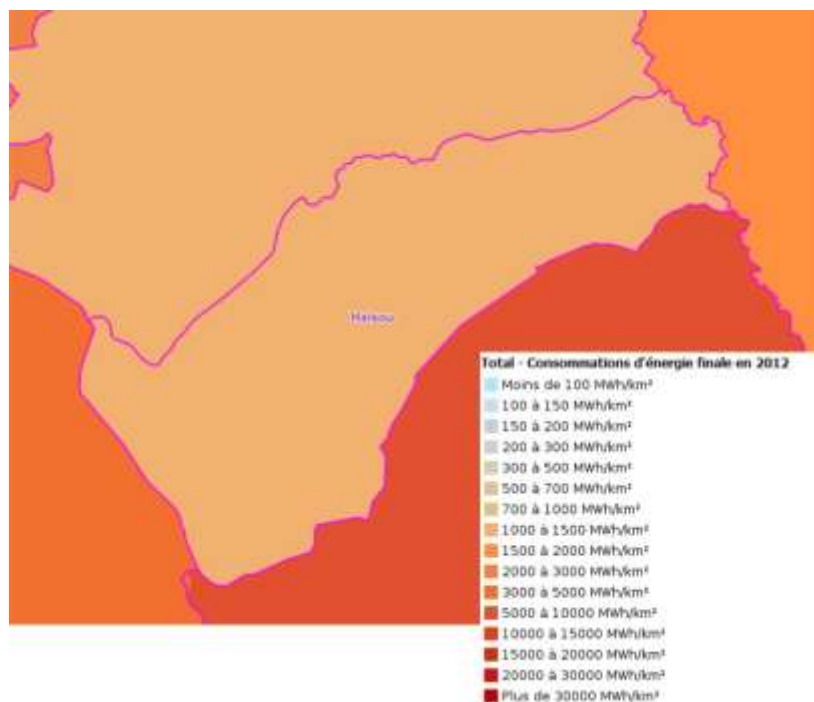 Haisou
Total - Consommations d'énergie finale en 2012
Moins de 100 MWh/km²
100 à 150 MWh/km²
150 à 200 MWh/km²
200 à 300 MWh/km²
300 à 500 MWh/km²
500 à 700 MWh/km²
700 à 1000 MWh/km²
1000 à 1500 MWh/km²
1500 à 2000 MWh/km²
2000 à 3000 MWh/km²
3000 à 5000 MWh/km²
5000 à 10000 MWh/km²
10000 à 15000 MWh/km²
15000 à 20000 MWh/km²
20000 à 30000 MWh/km²
Plus de 30000 MWh/km²